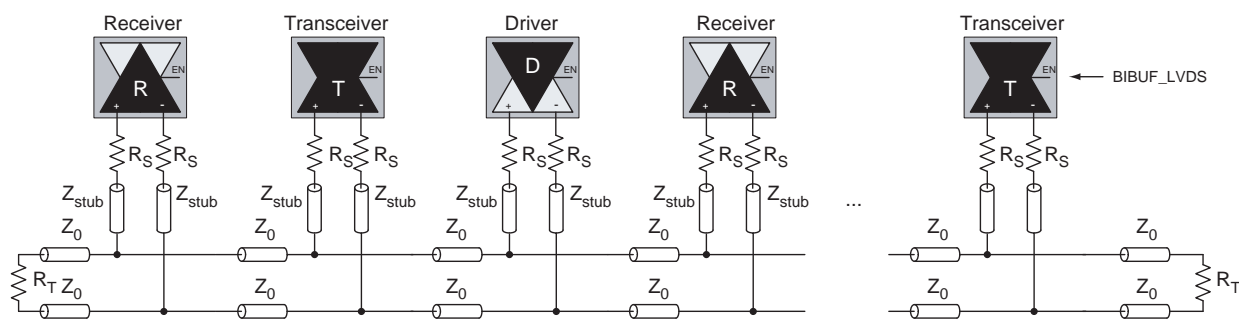 Receiver Transceiver Driver Receiver Transceiver
EN EN EN EN EN
R T D R T
BIBUF_LVDS
+ - + - + - + - + -
RS RS RS RS RS RS RS RS RS RS
Zstub Zstub Zstub Zstub Zstub Zstub Zstub Zstub ...
Z0 Z0 Z0 Z0 Z0 Z0
RT RT
Z0 Z0 Z0 Z0 Z0 Z0